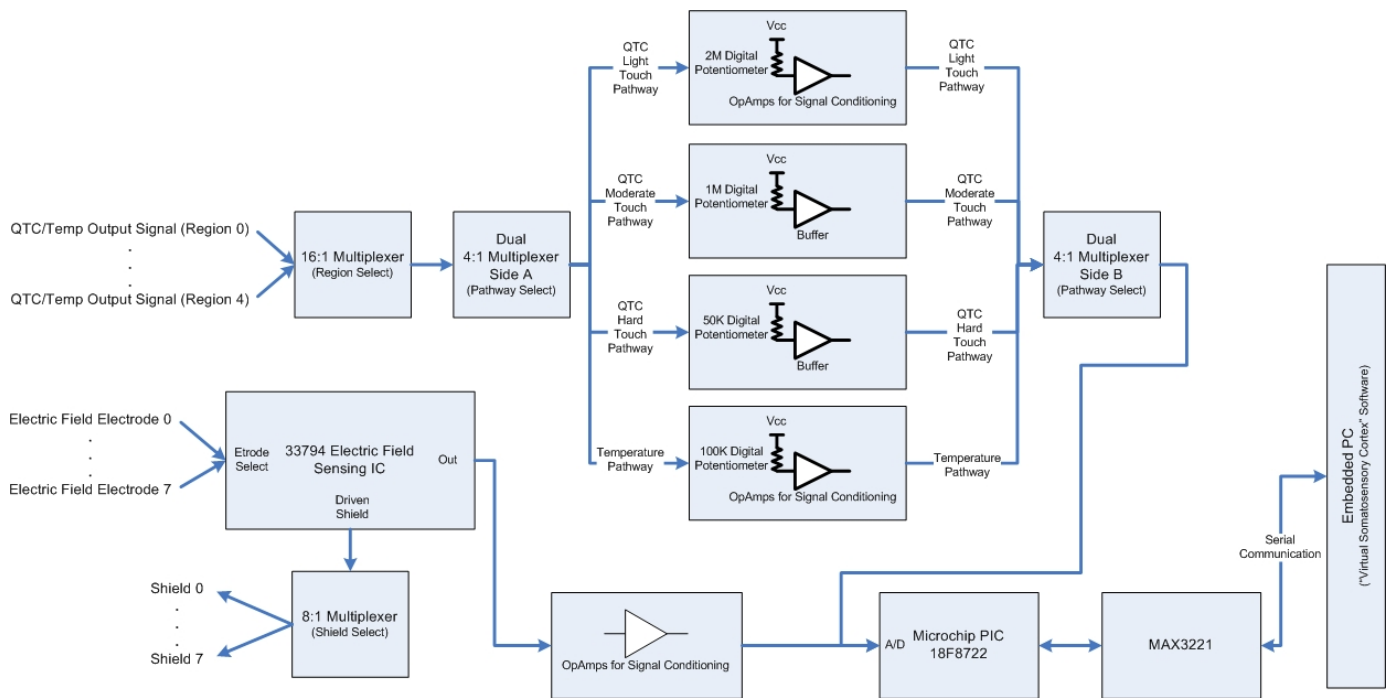 Vcc
2M Digital
Potentiometer
OpAmps for Signal Conditioning
QTC
Light
Touch
Pathway
QTC
Light
Touch
Pathway
Vcc
1M Digital
Potentiometer
Buffer
QTC
Moderate
Touch
Pathway
QTC
Moderate
Touch
Pathway
QTC/Temp Output Signal (Region 0)
.
.
.
QTC/Temp Output Signal (Region 4)
16:1 Multiplexer
(Region Select)
Dual
4:1 Multiplexer
Side A
(Pathway Select)
Dual
4:1 Multiplexer
Side B
(Pathway Select)
QTC
Hard
Touch
Pathway
Vcc
50K Digital
Potentiometer
Buffer
QTC
Hard
Touch
Pathway
Temperature
Pathway
Vcc
100K Digital
Potentiometer
OpAmps for Signal Conditioning
Temperature
Pathway
Electric Field Electrode 0
.
.
.
Electric Field Electrode 7
Etrode
Select
33794 Electric Field
Sensing IC
Out
Driven
Shield
Shield 0
.
.
.
Shield 7
8:1 Multiplexer
(Shield Select)
OpAmps for Signal Conditioning
A/D
Microchip PIC
18F8722
MAX3221
Serial
Communication
Embedded PC
("Virtual Somatosensory Cortex" Software)